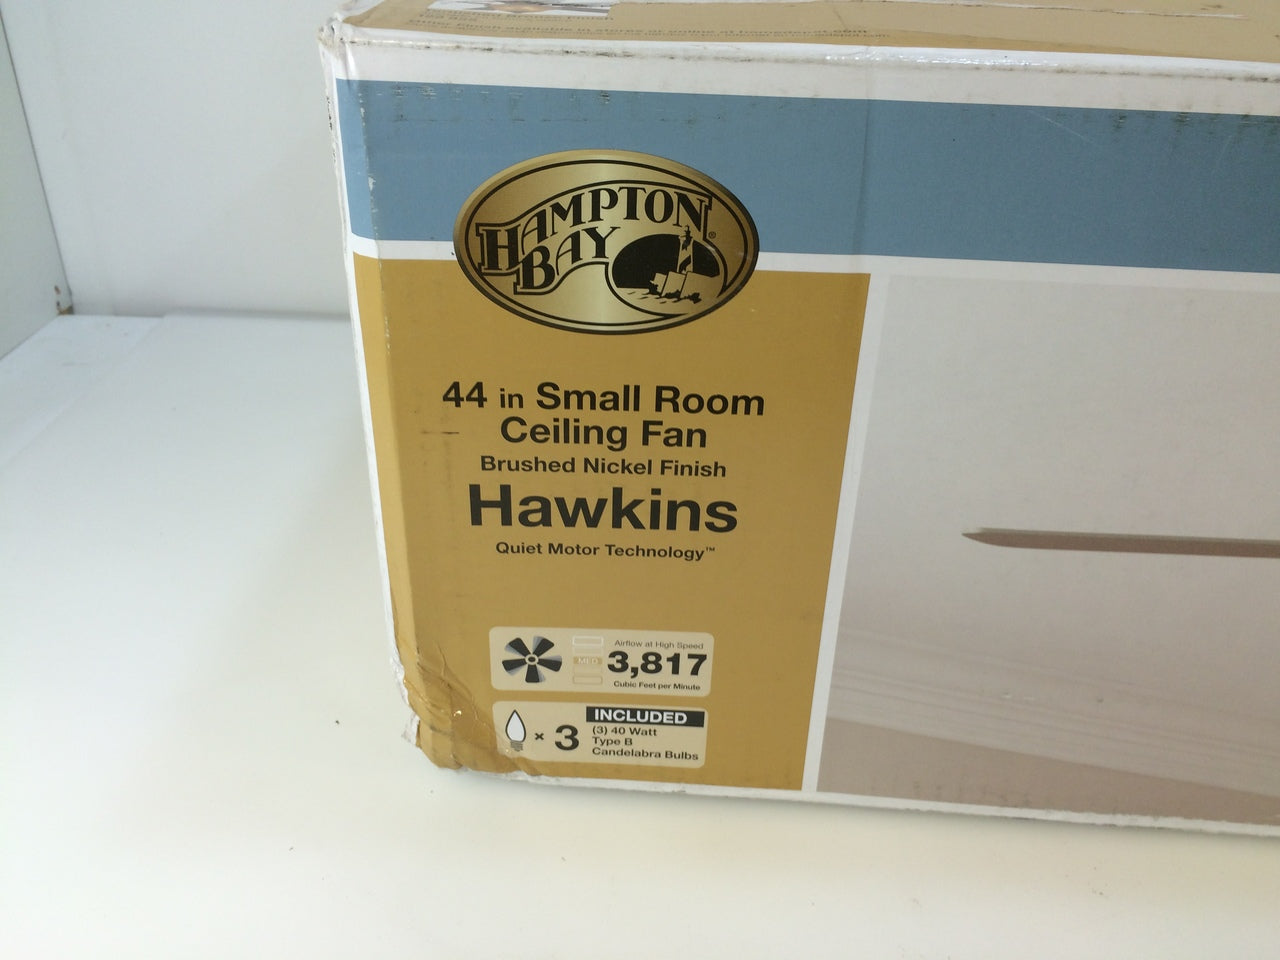 HAMPTON
BAY
®
44 in Small Room
Ceiling Fan
Brushed Nickel Finish
Hawkins
Quiet Motor Technology™
Airflow at High Speed
MED
3,817
Cubic Feet per Minute
× 3
INCLUDED
(3) 40 Watt
Type B
Candelabra Bulbs